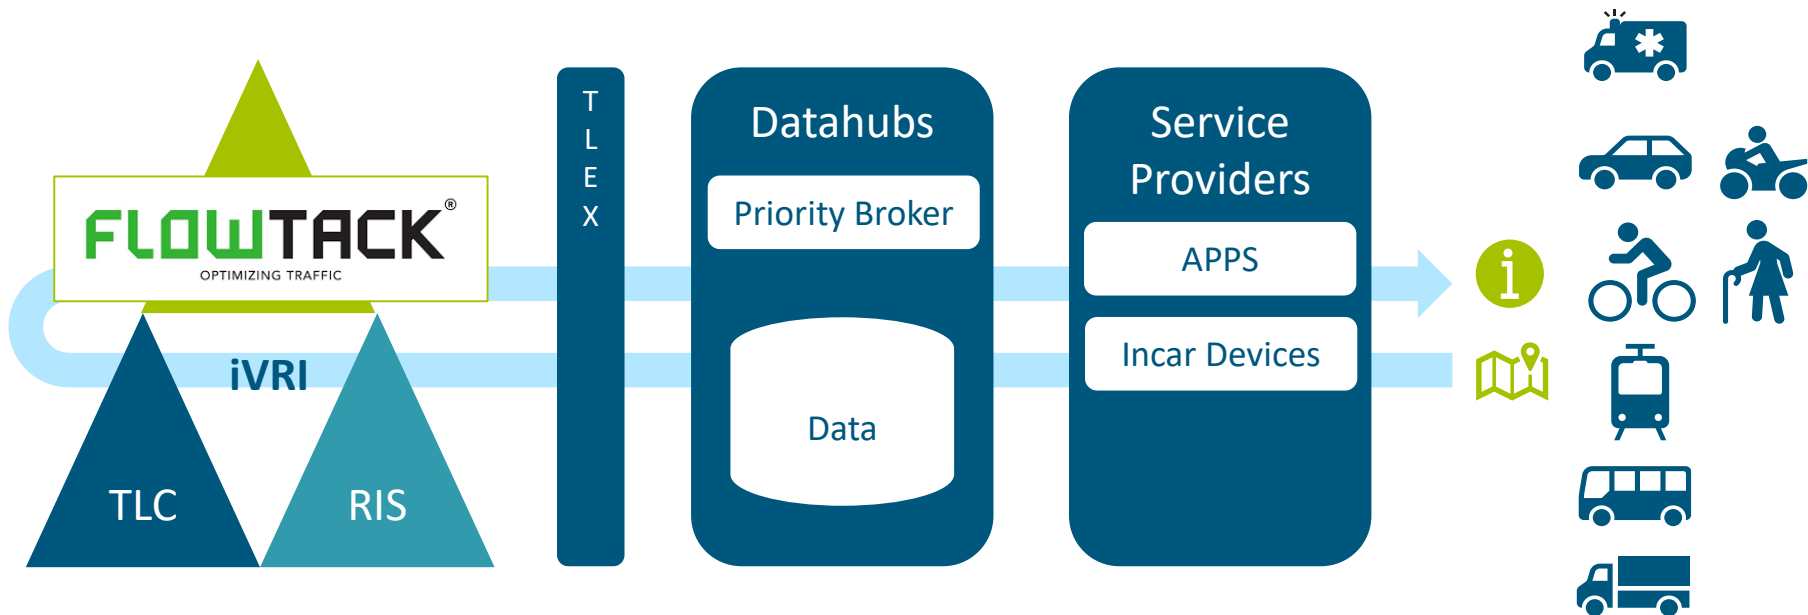 FLOWTACK®
OPTIMIZING TRAFFIC
iVRI
TLC
RIS
T
L
E
X
Datahubs
Priority Broker
Data
Service
Providers
APPS
Incar Devices
i